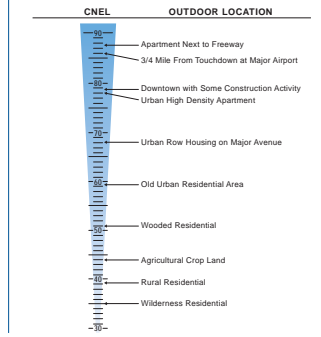 CNEL OUTDOOR LOCATION
90
Apartment Next to Freeway
3/4 Mile From Touchdown at Major Airport
80
Downtown with Some Construction Activity
Urban High Density Apartment
70
Urban Row Housing on Major Avenue
60
Old Urban Residential Area
Wooded Residential
50
Agricultural Crop Land
40
Rural Residential
Wilderness Residential
30